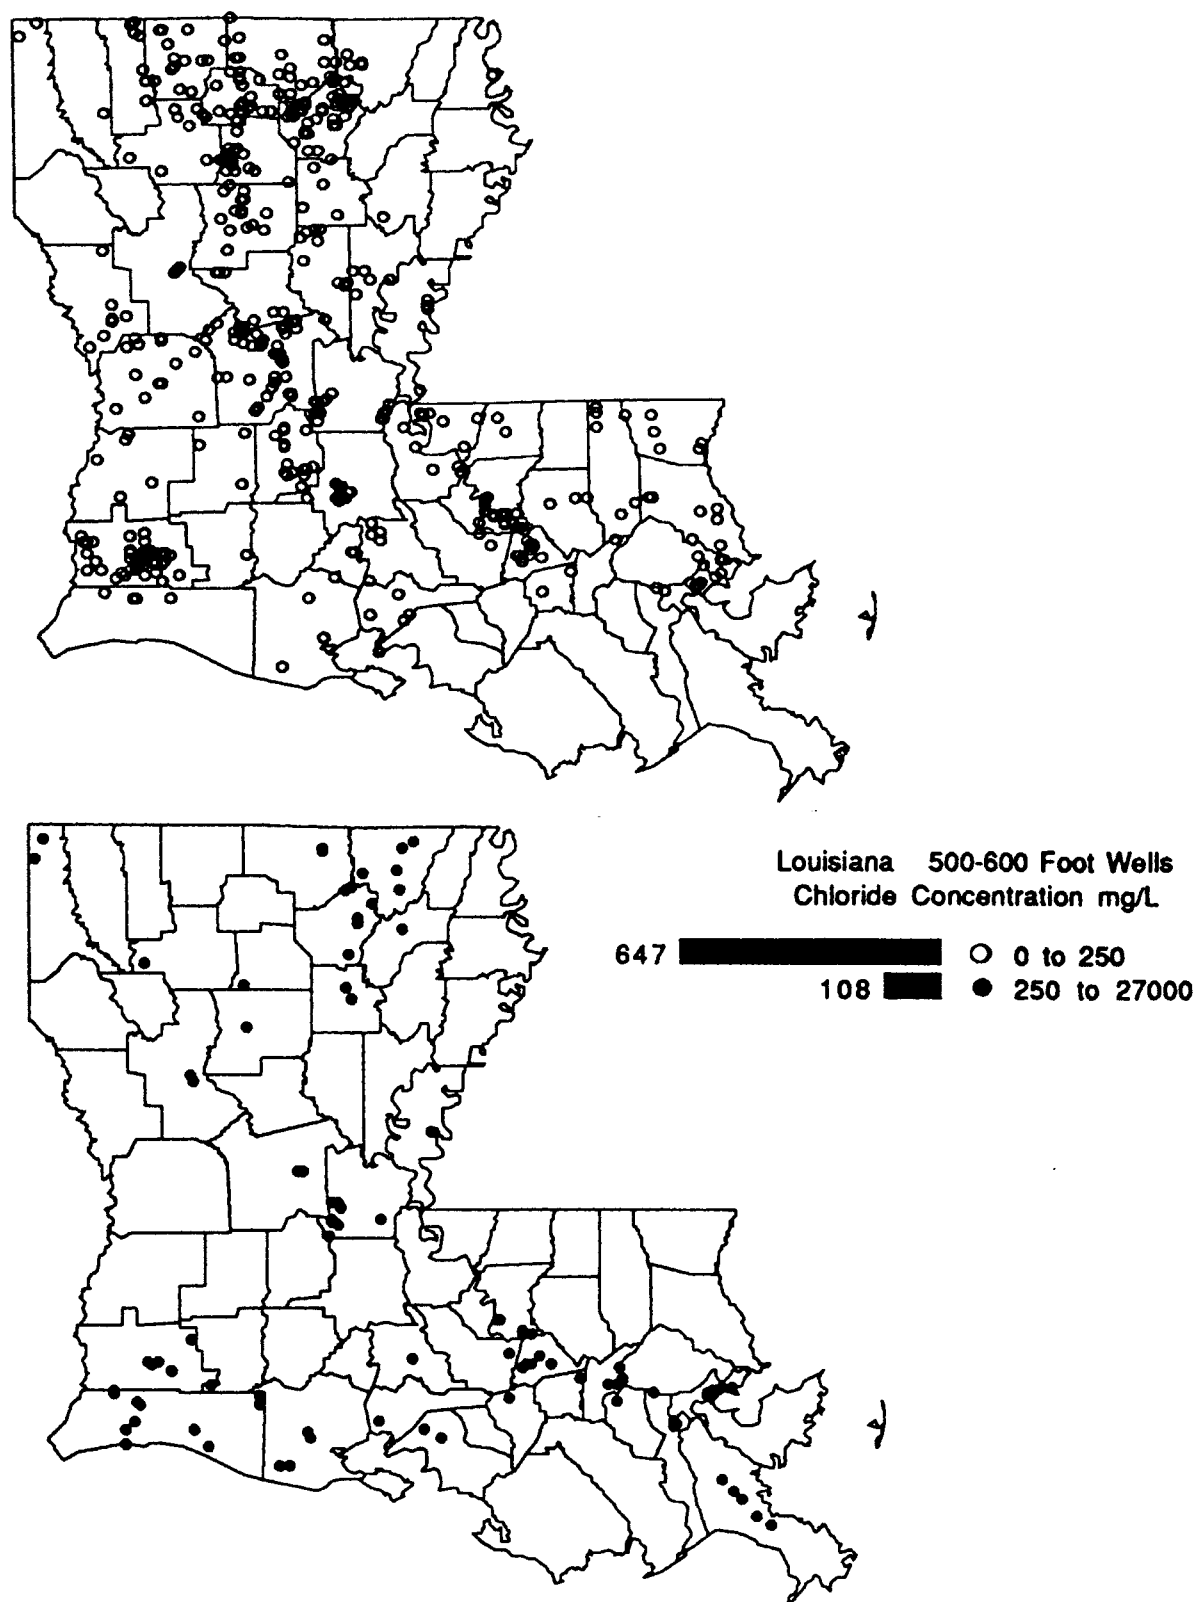 Louisiana 500-600 Foot Wells
Chloride Concentration mg/L
647 0 to 250
108 250 to 27000